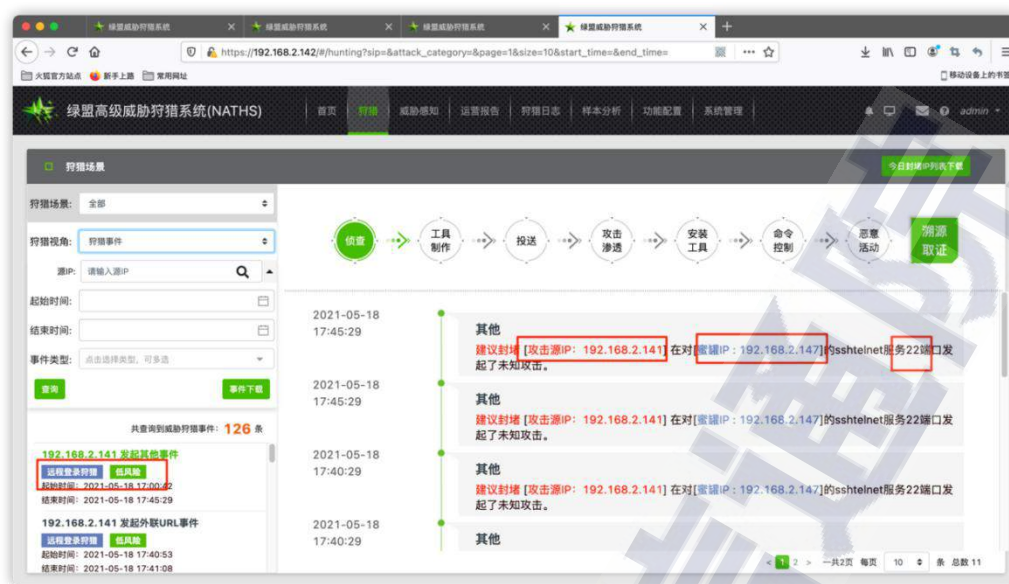 绿盟威胁狩猎系统
绿盟威胁狩猎系统
绿盟威胁狩猎系统
绿盟威胁狩猎系统
https://192.168.2.142/#/hunting?sip=&attack_category=&page=1&size=10&start_time=&end_time=
火狐官方站点 新手上路 常用网址
移动设备上的书签
绿盟高级威胁狩猎系统(NATHS)
首页 狩猎 威胁感知 运营报告 狩猎日志 样本分析 功能配置 系统管理
admin
狩猎场景
今日封堵IP列表下载
狩猎场景: 全部
狩猎视角: 狩猎事件
源IP: 请输入源IP
起始时间:
结束时间:
事件类型: 点击选择类型, 可多选
查询 事件下载
共查询到威胁狩猎事件: 126 条
192.168.2.141 发起其他事件
远程登录狩猎 低风险
起始时间: 2021-05-18 17:00:42
结束时间: 2021-05-18 17:45:29
192.168.2.141 发起外联URL事件
远程登录狩猎 低风险
起始时间: 2021-05-18 17:40:53
结束时间: 2021-05-18 17:41:08
侦查
工具
制作
投送
攻击
渗透
安装
工具
命令
控制
恶意
活动
溯源
取证
2021-05-18
17:45:29
其他
建议封堵 [攻击源IP: 192.168.2.141] 在对[蜜罐IP : 192.168.2.147]的sshtelnet服务22端口发
起了未知攻击。
2021-05-18
17:45:29
其他
建议封堵 [攻击源IP: 192.168.2.141] 在对[蜜罐IP : 192.168.2.147]的sshtelnet服务22端口发
起了未知攻击。
2021-05-18
17:40:29
其他
建议封堵 [攻击源IP: 192.168.2.141] 在对[蜜罐IP : 192.168.2.147]的sshtelnet服务22端口发
起了未知攻击。
2021-05-18
17:40:29
其他
< 1 2 > 一共2页 每页 10 条 总数 11